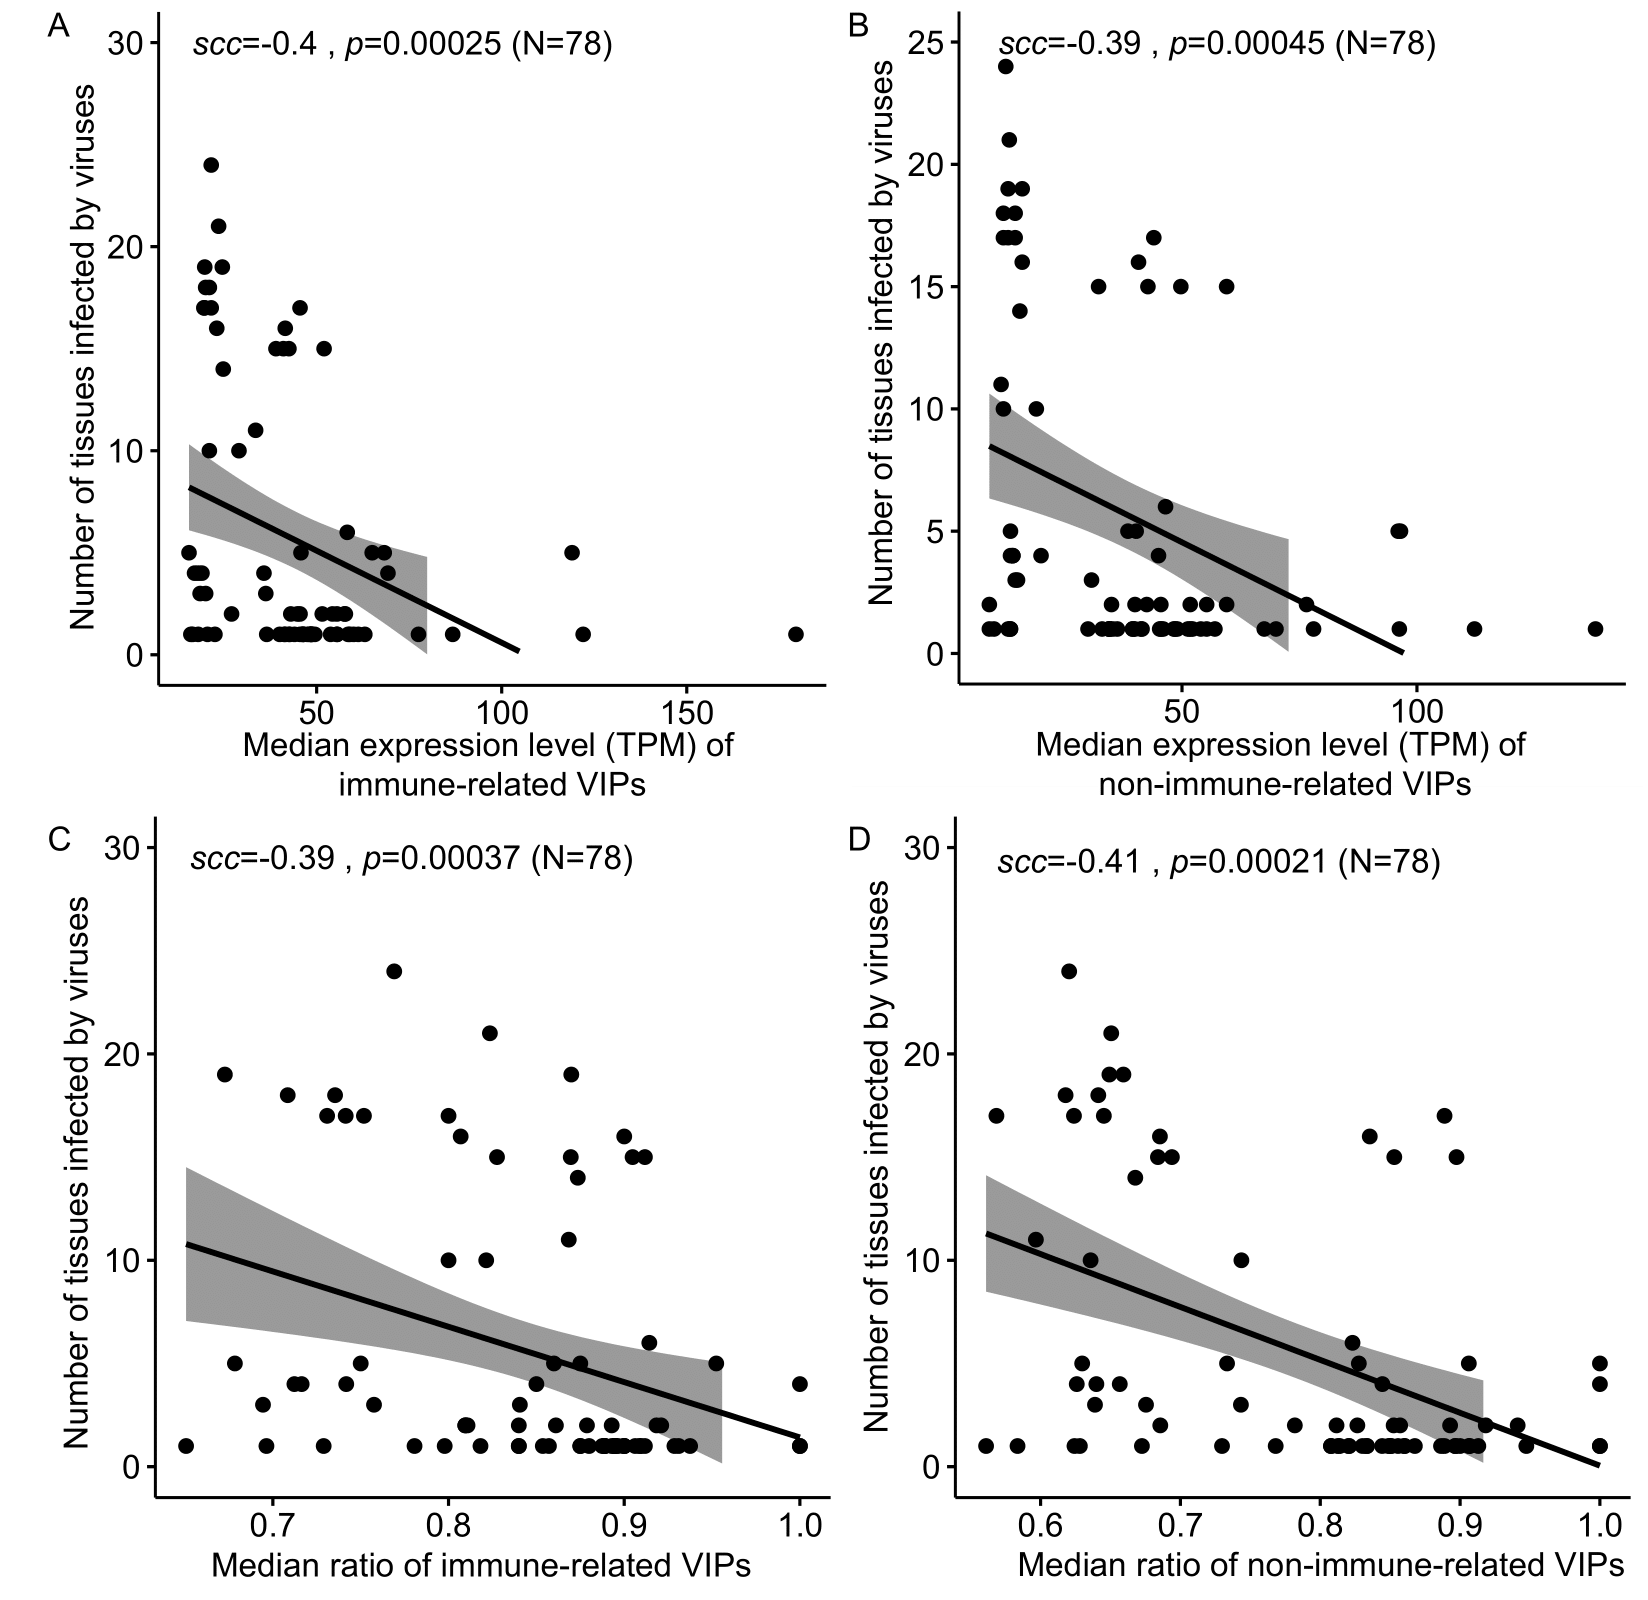 A
scc=-0.4 , p=0.00025 (N=78)
Number of tissues infected by viruses
30
20
10
0
50 100 150
Median expression level (TPM) of
immune-related VIPs
B
scc=-0.39 , p=0.00045 (N=78)
Number of tissues infected by viruses
25
20
15
10
5
0
50 100
Median expression level (TPM) of
non-immune-related VIPs
C
scc=-0.39 , p=0.00037 (N=78)
Number of tissues infected by viruses
30
20
10
0
0.7 0.8 0.9 1.0
Median ratio of immune-related VIPs
D
scc=-0.41 , p=0.00021 (N=78)
Number of tissues infected by viruses
30
20
10
0
0.6 0.7 0.8 0.9 1.0
Median ratio of non-immune-related VIPs